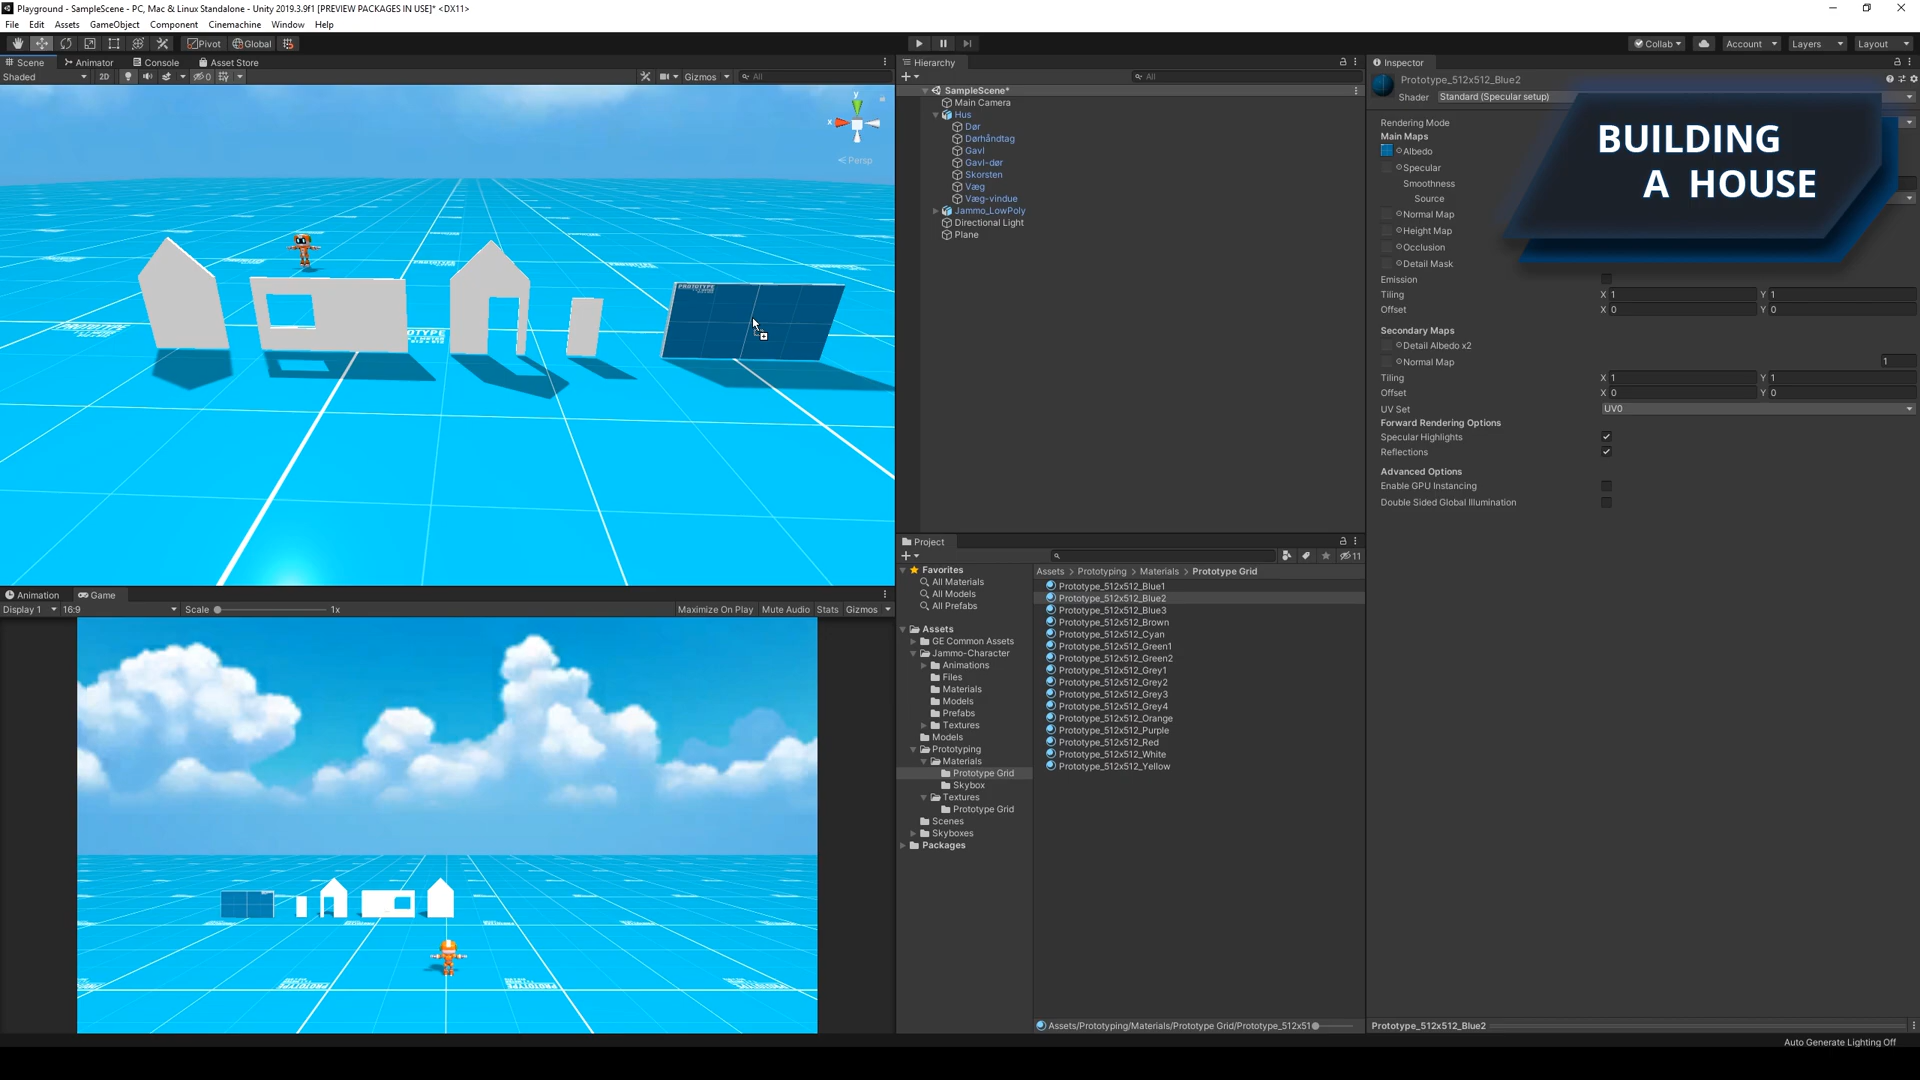 Playground - SampleScene - PC, Mac & Linux Standalone - Unity 2019.3.9f1 [PREVIEW PACKAGES IN USE]* <DX11>
File Edit Assets GameObject Component Cinemachine Window Help
Pivot Global
Collab Account Layers Layout
Scene Animator Console Asset Store
Shaded 2D 0 Gizmos All
y
x
Persp
PROTOTYPE
Animation Game
Display 1 16:9 Scale 1x Maximize On Play Mute Audio Stats Gizmos
PROTOTYPE PROTOTYPE
Hierarchy
All
SampleScene*
Main Camera
Hus
Dør
Dørhåndtag
Gavl
Gavl-dør
Skorsten
Væg
Væg-vindue
Jammo_LowPoly
Directional Light
Plane
Project
11
Favorites
All Materials
All Models
All Prefabs
Assets
GE Common Assets
Jammo-Character
Animations
Files
Materials
Models
Prefabs
Textures
Models
Prototyping
Materials
Prototype Grid
Skybox
Textures
Prototype Grid
Scenes
Skyboxes
Packages
Assets > Prototyping > Materials > Prototype Grid
Prototype_512x512_Blue1
Prototype_512x512_Blue2
Prototype_512x512_Blue3
Prototype_512x512_Brown
Prototype_512x512_Cyan
Prototype_512x512_Green1
Prototype_512x512_Green2
Prototype_512x512_Grey1
Prototype_512x512_Grey2
Prototype_512x512_Grey3
Prototype_512x512_Grey4
Prototype_512x512_Orange
Prototype_512x512_Purple
Prototype_512x512_Red
Prototype_512x512_White
Prototype_512x512_Yellow
Assets/Prototyping/Materials/Prototype Grid/Prototype_512x51
Inspector
Prototype_512x512_Blue2
Shader Standard (Specular setup)
BUILDING
A HOUSE
Rendering Mode
Main Maps
Albedo
Specular
Smoothness
Source
Normal Map
Height Map
Occlusion
Detail Mask
Emission
Tiling X 1 Y 1
Offset X 0 Y 0
Secondary Maps
Detail Albedo x2
Normal Map 1
Tiling X 1 Y 1
Offset X 0 Y 0
UV Set UV0
Forward Rendering Options
Specular Highlights
Reflections
Advanced Options
Enable GPU Instancing
Double Sided Global Illumination
Prototype_512x512_Blue2
Auto Generate Lighting Off